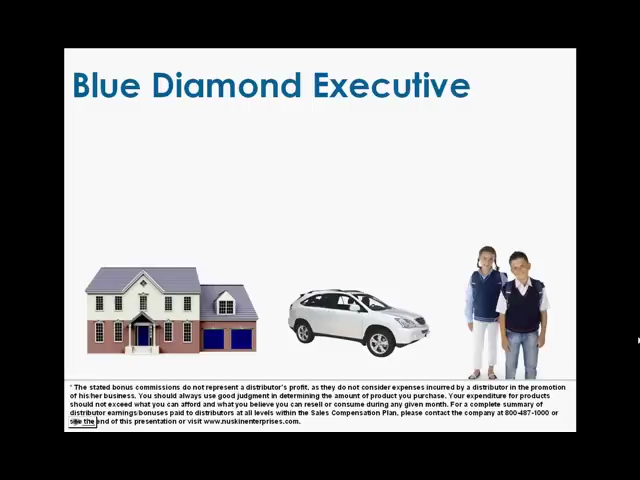 Blue Diamond Executive
* The stated bonus commissions do not represent a distributor's profit, as they do not consider expenses incurred by a distributor in the promotion
of his her business. You should always use good judgment in determining the amount of product you purchase. Your expenditure for products
should not exceed what you can afford and what you believe you can resell or consume during any given month. For a complete summary of
distributor earnings/bonuses paid to distributors at all levels within the Sales Compensation Plan, please contact the company at 800-487-1000 or
end of this presentation or visit www.nuskinenterprises.com.